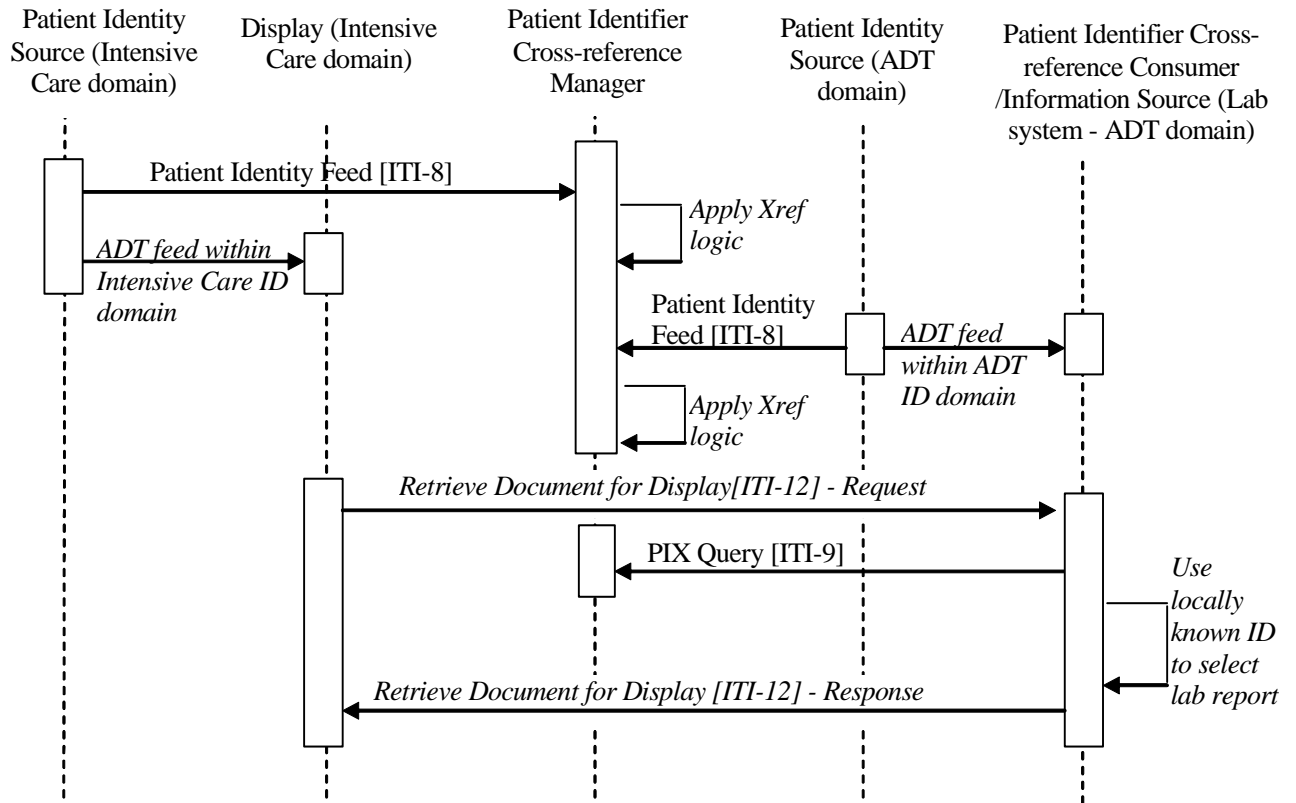 Patient Identity
Source (Intensive
Care domain)
Display (Intensive
Care domain)
Patient Identifier
Cross-reference
Manager
Patient Identity
Source (ADT
domain)
Patient Identifier Cross-
reference Consumer
/Information Source (Lab
system - ADT domain)
Patient Identity Feed [ITI-8]
Apply Xref
logic
ADT feed within
Intensive Care ID
domain
Patient Identity
Feed [ITI-8]
ADT feed
within ADT
ID domain
Apply Xref
logic
Retrieve Document for Display[ITI-12] - Request
PIX Query [ITI-9]
Use
locally
known ID
to select
lab report
Retrieve Document for Display [ITI-12] - Response